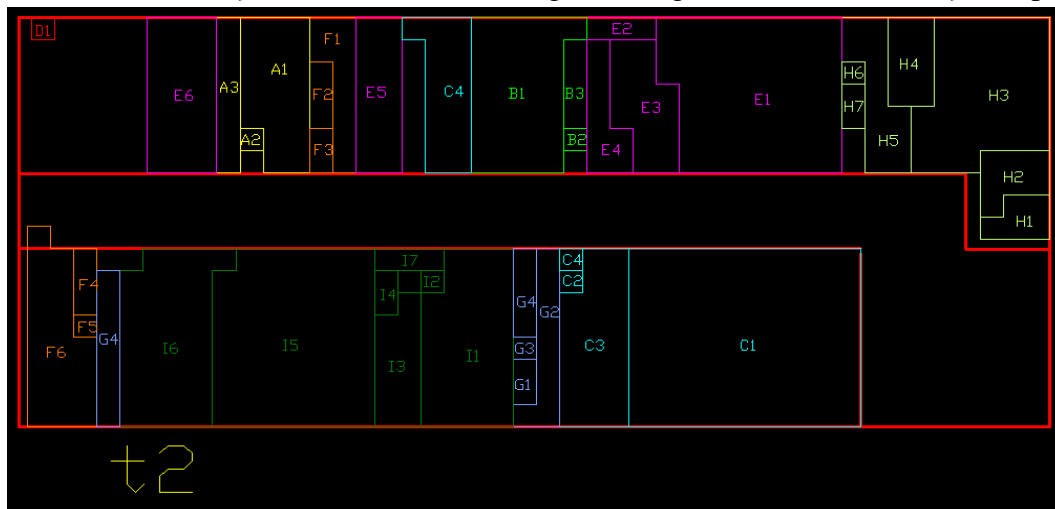 D1 F1 E2
E6 A3 A1 F2 E5 C4 B1 B3 E3 E1 H6 H4 H3
H7
A2 F3 B2 E4 H5
H2
H1
F4 I7 C4
I4 I2 C2
G4 G2
F5 G4 G3
F6 I6 I5 I3 I1 G1 C3 C1
t2